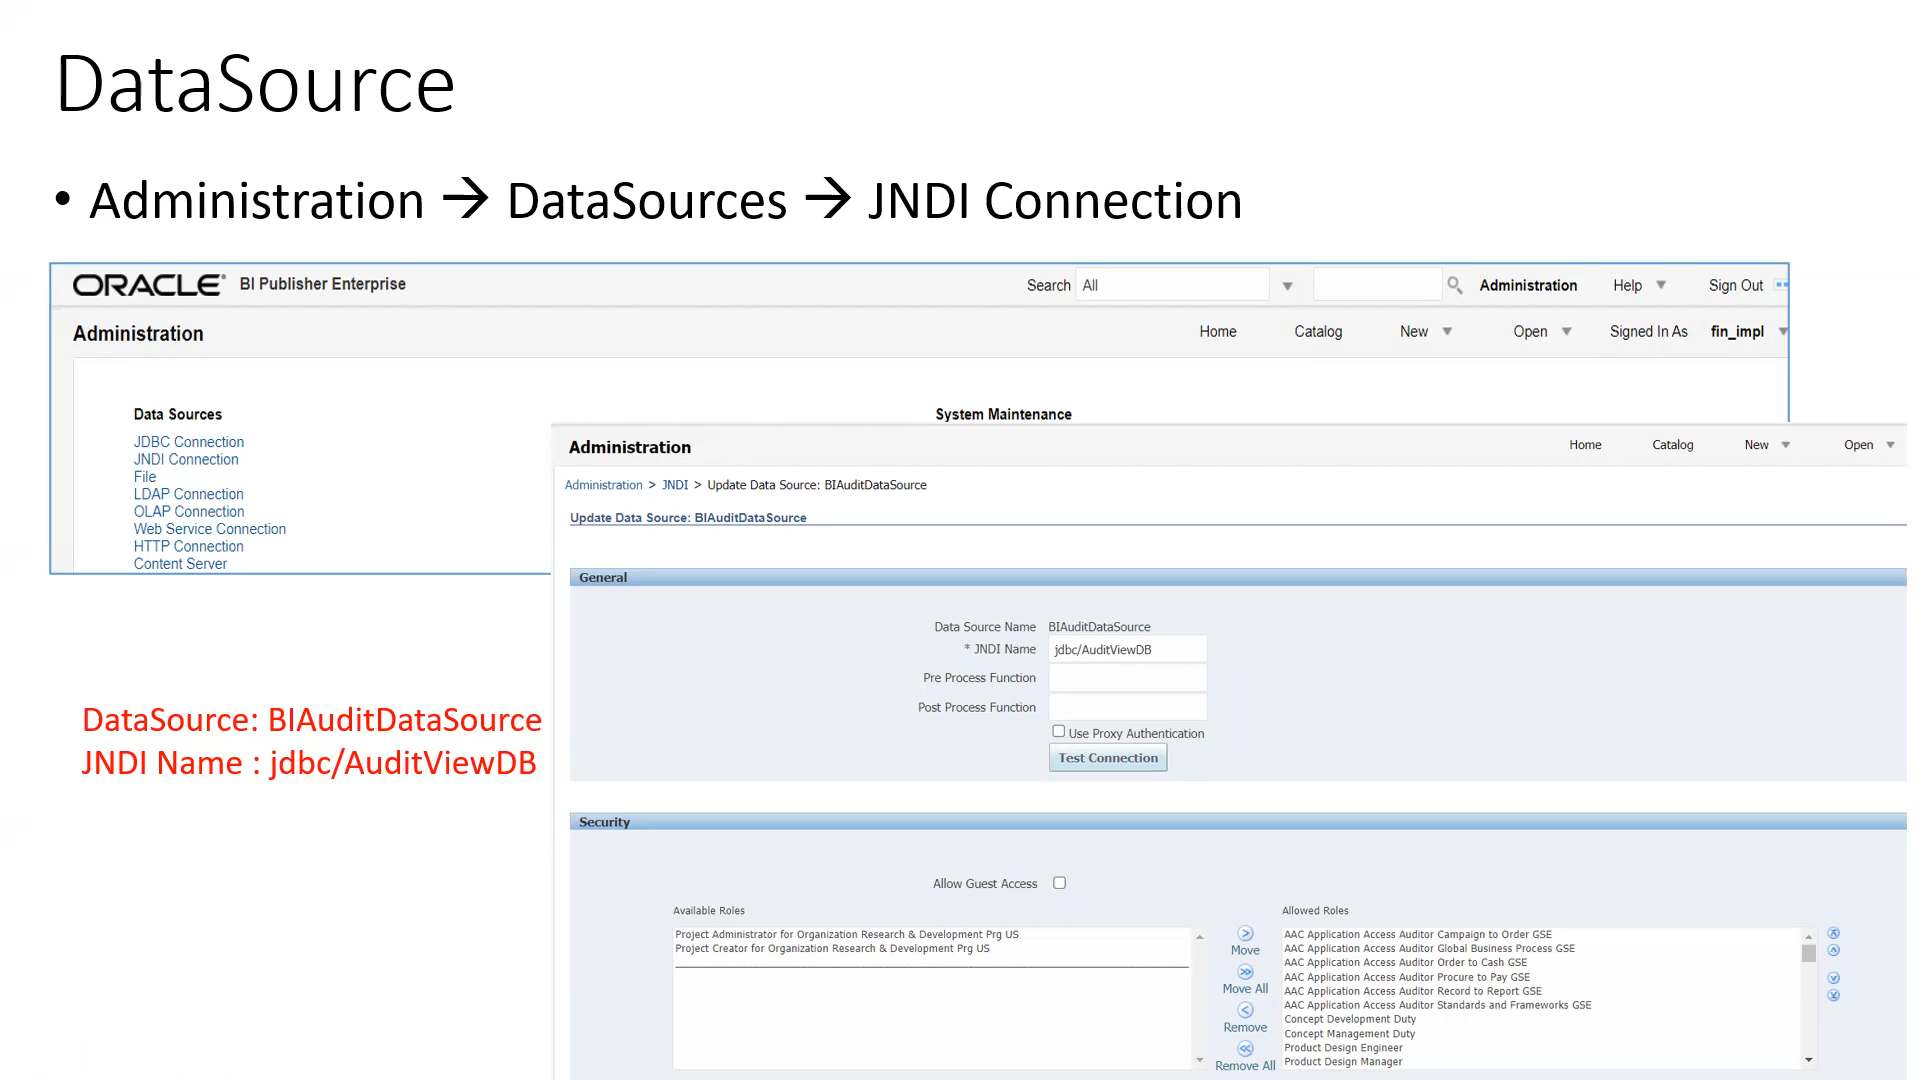 DataSource
• Administration → DataSources → JNDI Connection
ORACLE® BI Publisher Enterprise
Search All Administration Help Sign Out
Administration
Home Catalog New Open Signed In As fin_impl
Data Sources
System Maintenance
JDBC Connection
JNDI Connection
File
LDAP Connection
OLAP Connection
Web Service Connection
HTTP Connection
Content Server
Administration
Home Catalog New Open
Administration > JNDI > Update Data Source: BIAuditDataSource
Update Data Source: BIAuditDataSource
General
Data Source Name BIAuditDataSource
* JNDI Name jdbc/AuditViewDB
Pre Process Function
Post Process Function
Use Proxy Authentication
Test Connection
DataSource: BIAuditDataSource
JNDI Name : jdbc/AuditViewDB
Security
Allow Guest Access
Available Roles
Project Administrator for Organization Research & Development Prg US
Project Creator for Organization Research & Development Prg US
Move
Move All
Remove
Remove All
Allowed Roles
AAC Application Access Auditor Campaign to Order GSE
AAC Application Access Auditor Global Business Process GSE
AAC Application Access Auditor Order to Cash GSE
AAC Application Access Auditor Procure to Pay GSE
AAC Application Access Auditor Record to Report GSE
AAC Application Access Auditor Standards and Frameworks GSE
Concept Development Duty
Concept Management Duty
Product Design Engineer
Product Design Manager